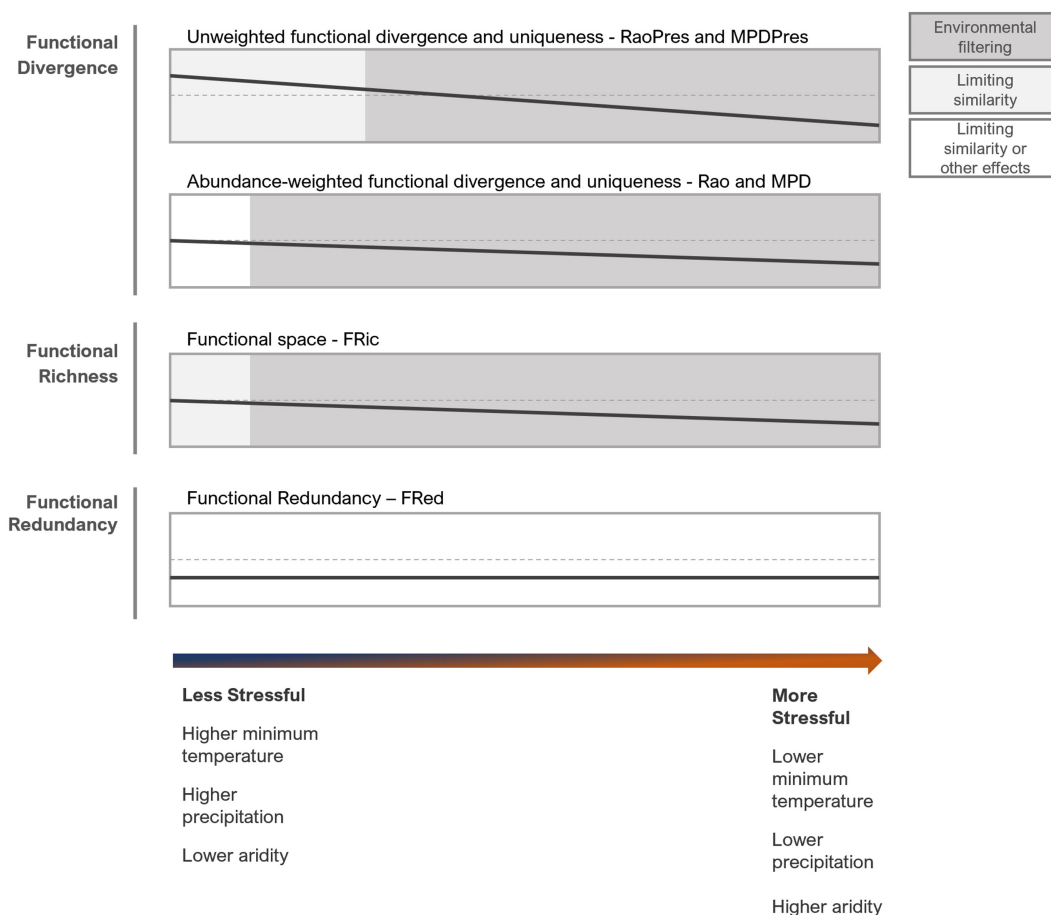 Functional
Divergence
Unweighted functional divergence and uniqueness - RaoPres and MPDPres
Abundance-weighted functional divergence and uniqueness - Rao and MPD
Environmental
filtering
Limiting
similarity
Limiting
similarity or
other effects
Functional
Richness
Functional space - FRic
Functional
Redundancy
Functional Redundancy – FRed
Less Stressful
Higher minimum
temperature
Higher
precipitation
Lower aridity
More
Stressful
Lower
minimum
temperature
Lower
precipitation
Higher aridity